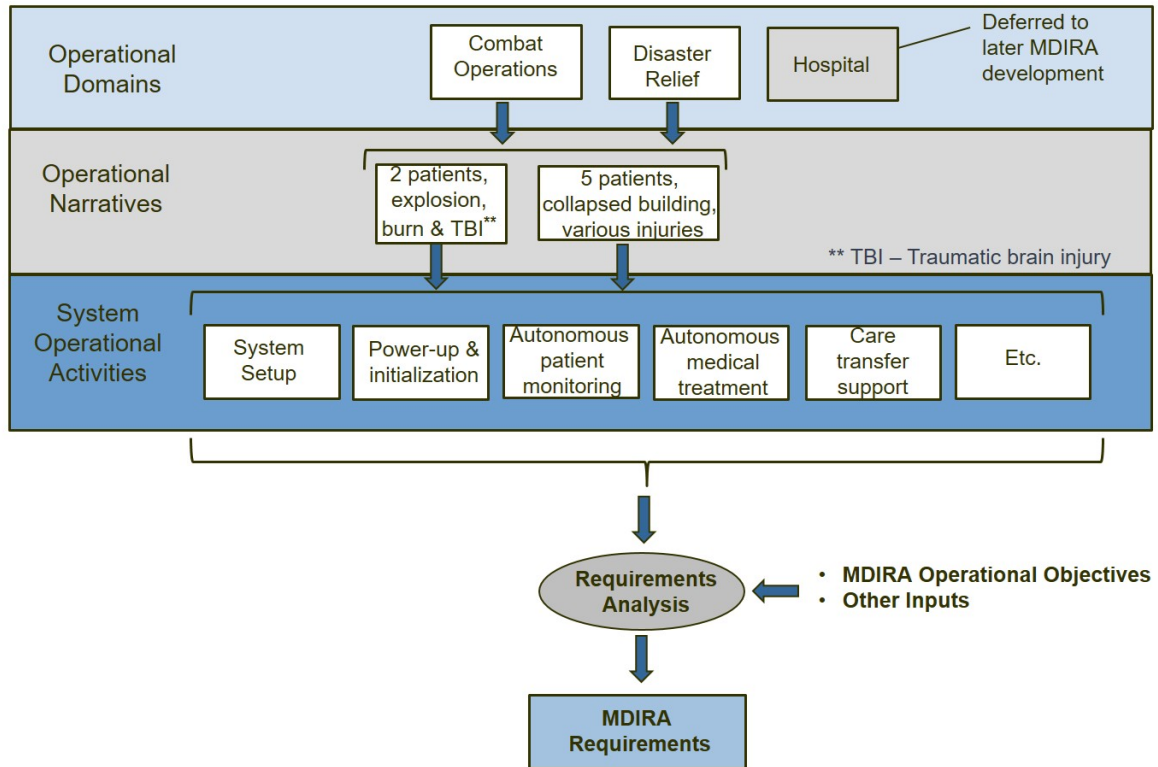 Operational
Domains
Combat
Operations
Disaster
Relief
Hospital
Deferred to
later MDIRA
development
Operational
Narratives
2 patients,
explosion,
burn & TBI**
5 patients,
collapsed building,
various injuries
** TBI – Traumatic brain injury
System
Operational
Activities
System
Setup
Power-up &
initialization
Autonomous
patient
monitoring
Autonomous
medical
treatment
Care
transfer
support
Etc.
Requirements
Analysis
• MDIRA Operational Objectives
• Other Inputs
MDIRA
Requirements